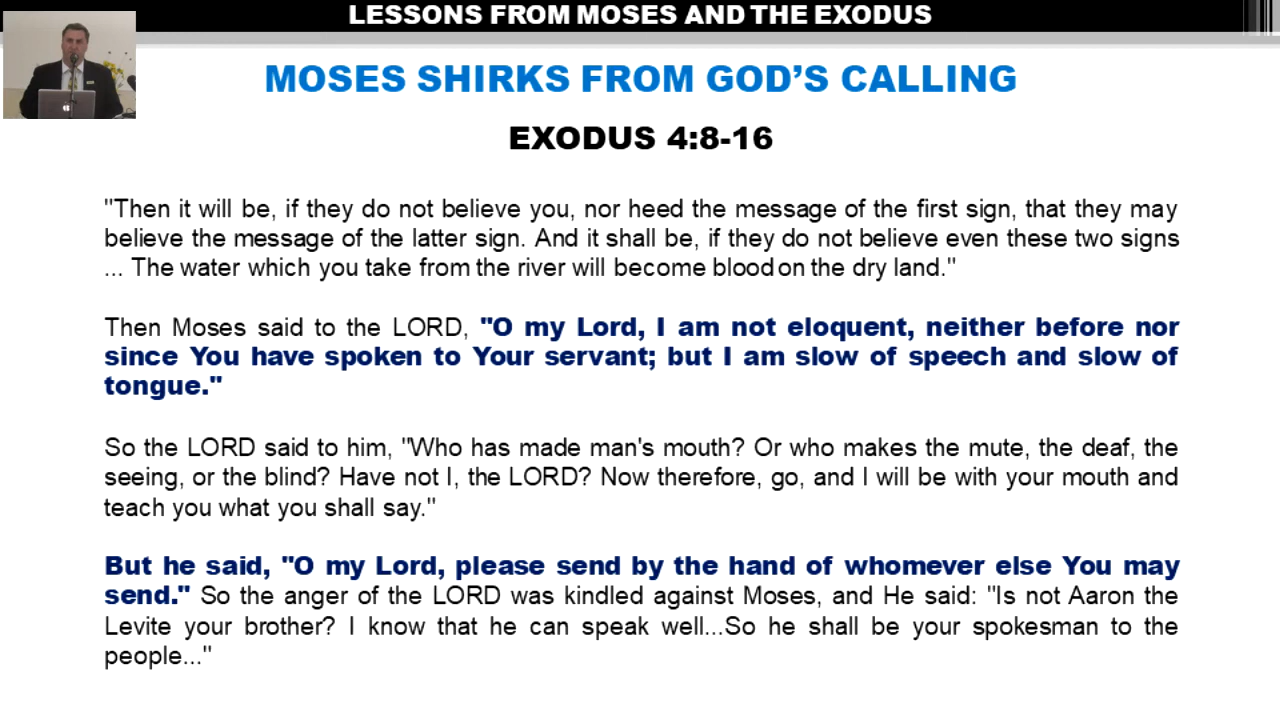 LESSONS FROM MOSES AND THE EXODUS
MOSES SHIRKS FROM GOD’S CALLING
EXODUS 4:8-16
"Then it will be, if they do not believe you, nor heed the message of the first sign, that they may
believe the message of the latter sign. And it shall be, if they do not believe even these two signs
... The water which you take from the river will become blood on the dry land."
Then Moses said to the LORD, "O my Lord, I am not eloquent, neither before nor
since You have spoken to Your servant; but I am slow of speech and slow of
tongue."
So the LORD said to him, "Who has made man's mouth? Or who makes the mute, the deaf, the
seeing, or the blind? Have not I, the LORD? Now therefore, go, and I will be with your mouth and
teach you what you shall say."
But he said, "O my Lord, please send by the hand of whomever else You may
send." So the anger of the LORD was kindled against Moses, and He said: "Is not Aaron the
Levite your brother? I know that he can speak well...So he shall be your spokesman to the
people..."